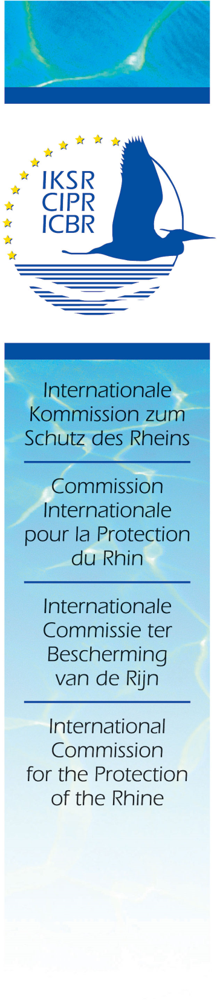 IKSR
CIPR
ICBR
Internationale
Kommission zum
Schutz des Rheins
Commission
Internationale
pour la Protection
du Rhin
Internationale
Commissie ter
Bescherming
van de Rijn
International
Commission
for the Protection
of the Rhine